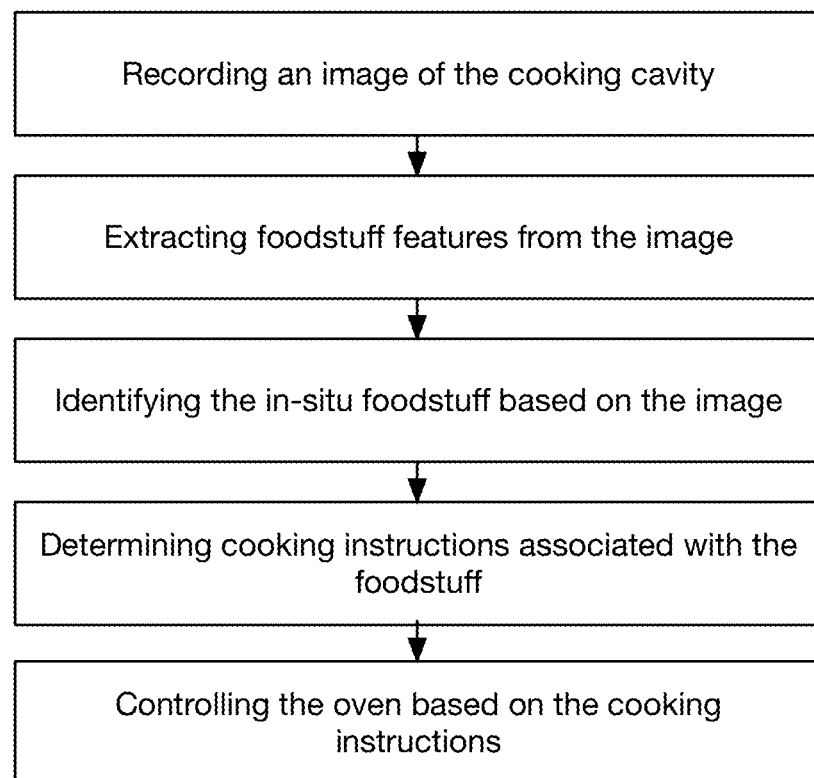 Recording an image of the cooking cavity
Extracting foodstuff features from the image
Identifying the in-situ foodstuff based on the image
Determining cooking instructions associated with the
foodstuff
Controlling the oven based on the cooking
instructions